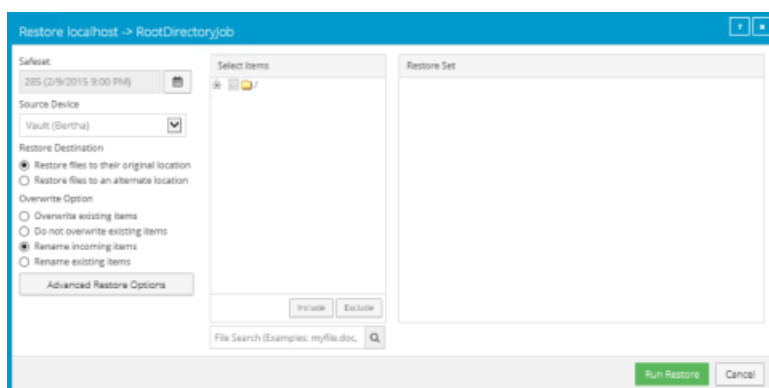 Restore localhost -> RootDirectoryJob
?
Safeset
285 (2/9/2015 9:00 PM)
Source Device
Vault (Bertha)
Restore Destination
Restore files to their original location
Restore files to an alternate location
Overwrite Option
Overwrite existing items
Do not overwrite existing items
Rename incoming items
Rename existing items
Advanced Restore Options
Select Items
/
Include Exclude
File Search (Examples: myfile.doc,
Restore Set
Run Restore Cancel